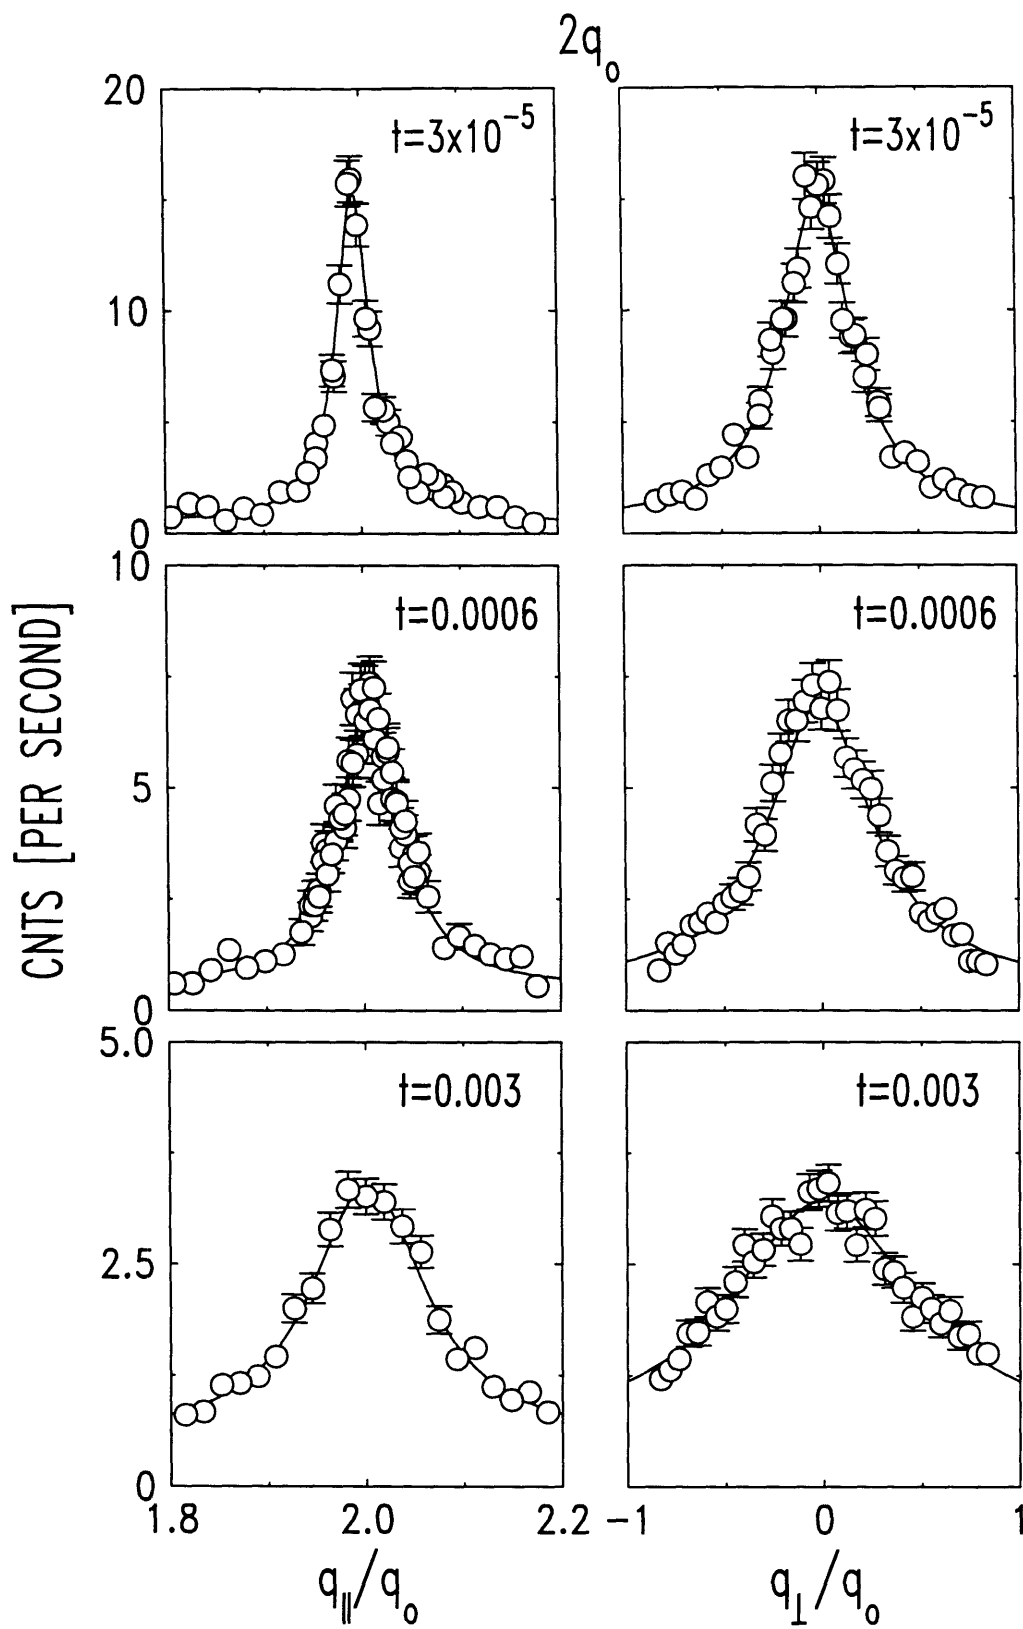 2q₀
20
10
0
t=3x10⁻⁵
t=3x10⁻⁵
CNTS [PER SECOND]
10
5
0
t=0.0006
t=0.0006
5.0
2.5
0
t=0.003
t=0.003
1.8 2.0 2.2 -1 0 1
q∥/q₀ q⊥/q₀